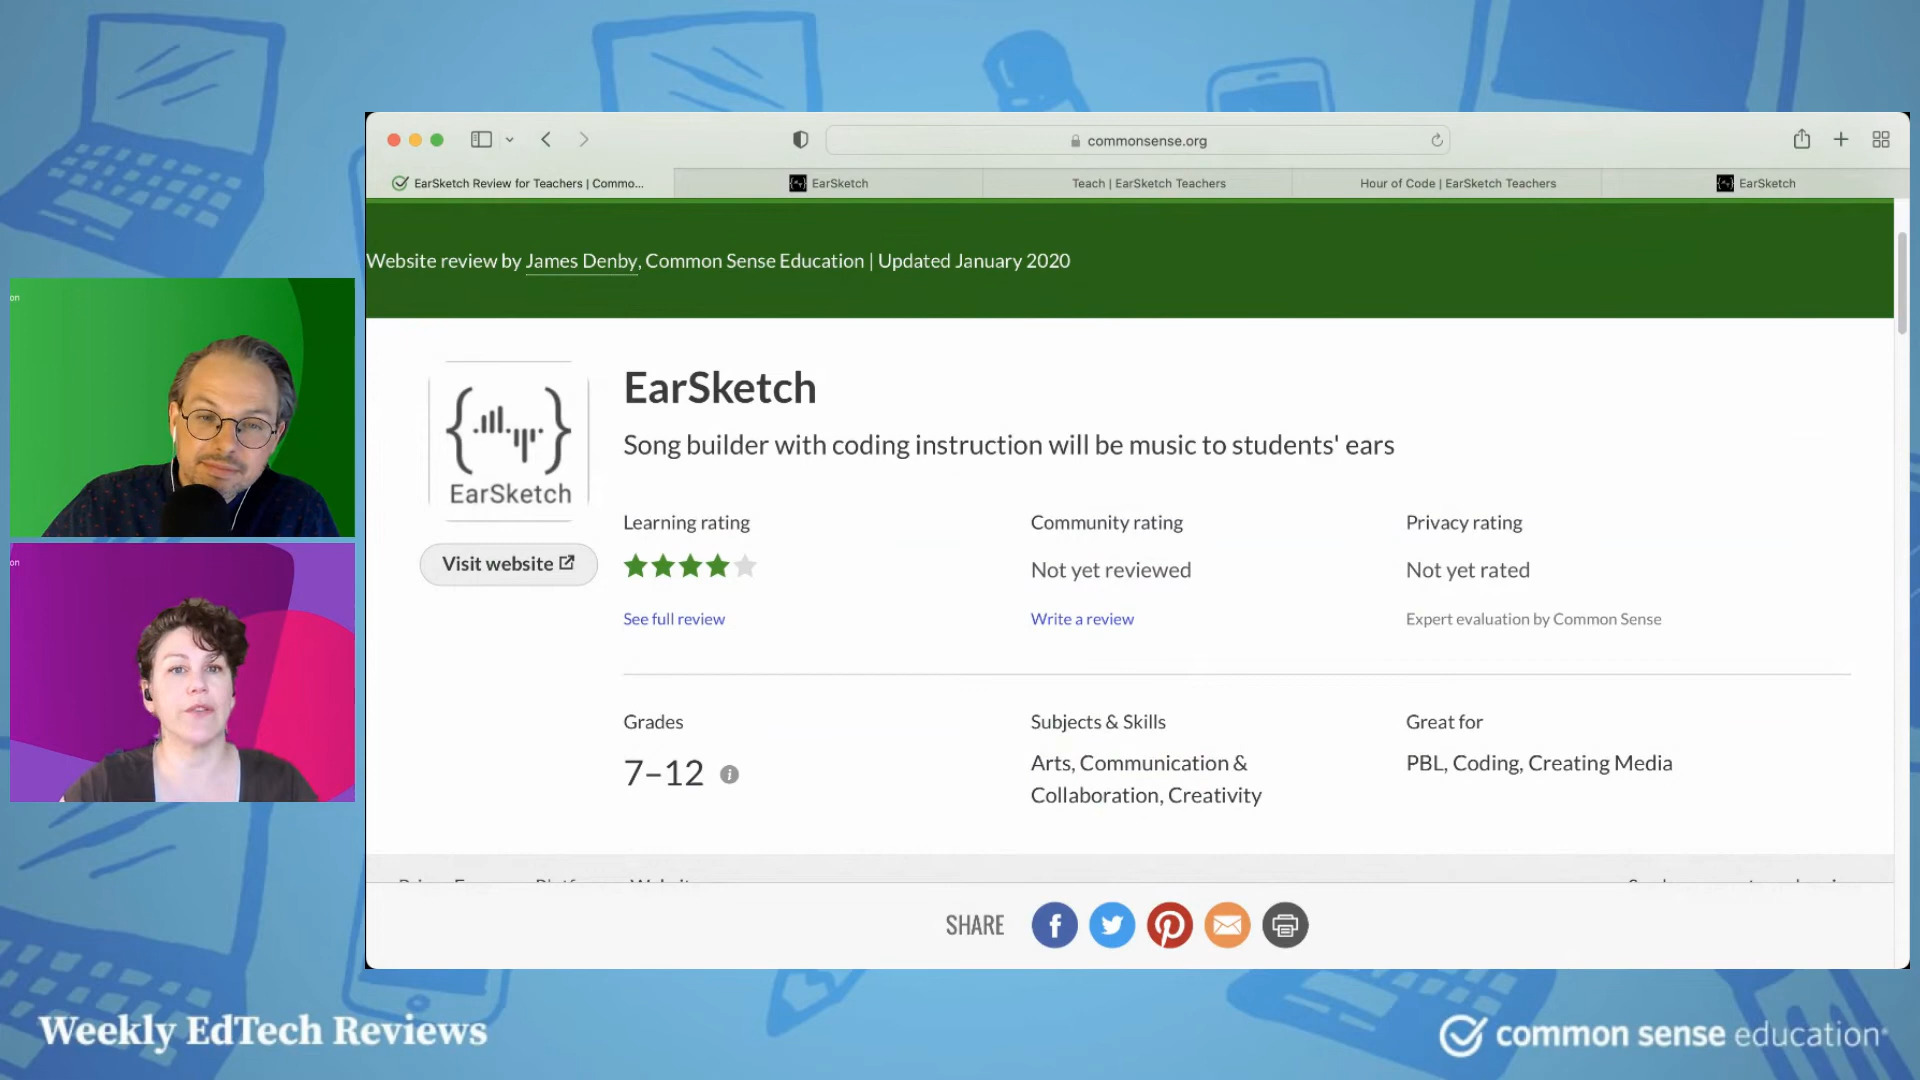 commonsense.org
EarSketch Review for Teachers | Commo...
EarSketch
Teach | EarSketch Teachers
Hour of Code | EarSketch Teachers
EarSketch
Website review by James Denby, Common Sense Education | Updated January 2020
on
on
EarSketch
Visit website
EarSketch
Song builder with coding instruction will be music to students' ears
Learning rating
Community rating
Privacy rating
Not yet reviewed
Not yet rated
See full review
Write a review
Expert evaluation by Common Sense
Grades
Subjects & Skills
Great for
7–12
Arts, Communication &
Collaboration, Creativity
PBL, Coding, Creating Media
SHARE
Weekly EdTech Reviews
common sense education